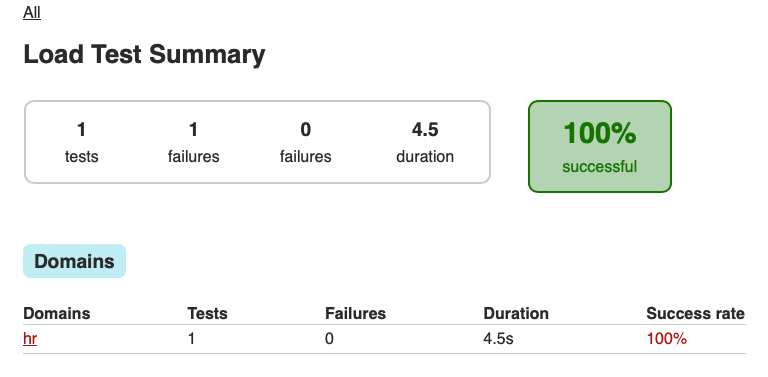 All
Load Test Summary
1 1 0 4.5
tests failures failures duration
100%
successful
Domains
Domains Tests Failures Duration Success rate
hr 1 0 4.5s 100%